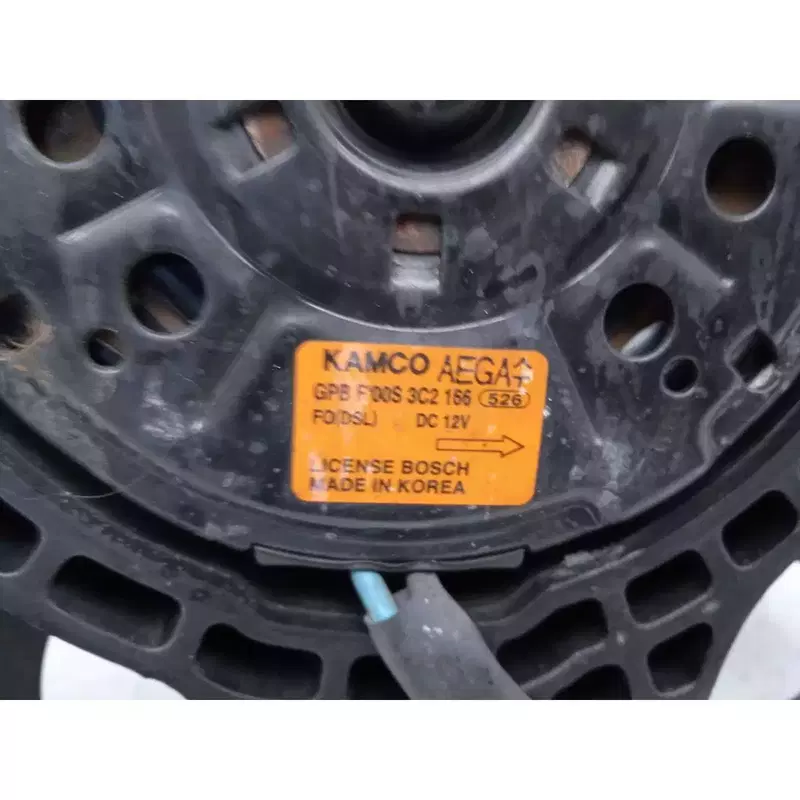 KAMCO AEGA
GPB F00S 3C2 166 526
FO(DSL) DC 12V
LICENSE BOSCH
MADE IN KOREA